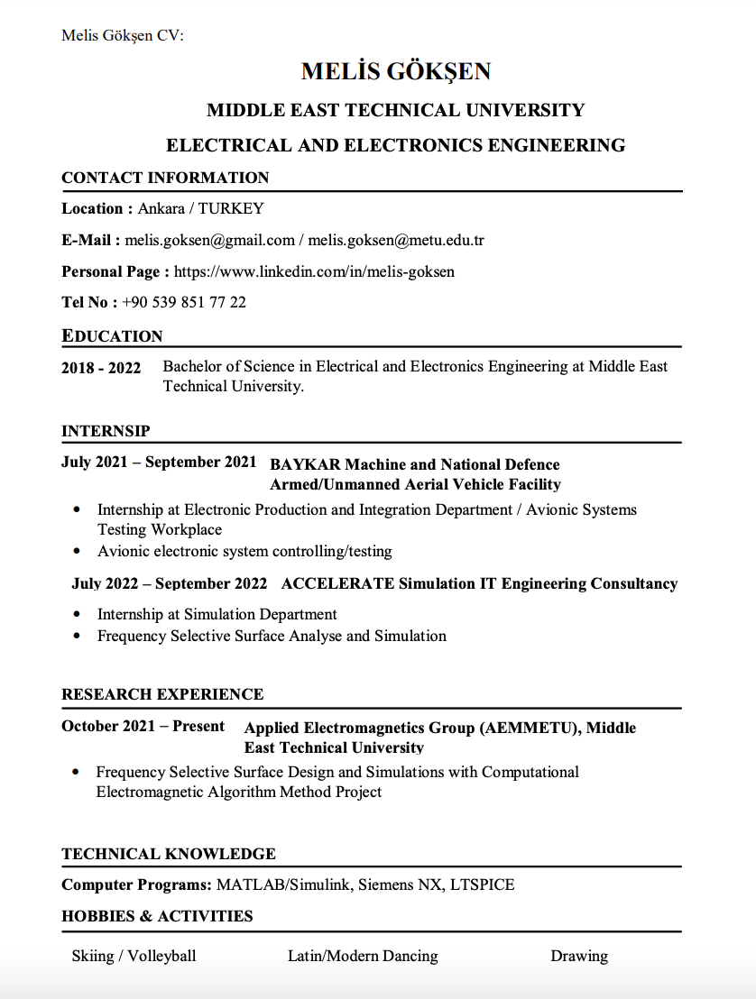 Melis Gökşen CV:
MELİS GÖKŞEN
MIDDLE EAST TECHNICAL UNIVERSITY
ELECTRICAL AND ELECTRONICS ENGINEERING
CONTACT INFORMATION
Location : Ankara / TURKEY
E-Mail : melis.goksen@gmail.com / melis.goksen@metu.edu.tr
Personal Page : https://www.linkedin.com/in/melis-goksen
Tel No : +90 539 851 77 22
EDUCATION
2018 - 2022 Bachelor of Science in Electrical and Electronics Engineering at Middle East
Technical University.
INTERNSIP
July 2021 – September 2021 BAYKAR Machine and National Defence
Armed/Unmanned Aerial Vehicle Facility
• Internship at Electronic Production and Integration Department / Avionic Systems
Testing Workplace
• Avionic electronic system controlling/testing
July 2022 – September 2022 ACCELERATE Simulation IT Engineering Consultancy
• Internship at Simulation Department
• Frequency Selective Surface Analyse and Simulation
RESEARCH EXPERIENCE
October 2021 – Present Applied Electromagnetics Group (AEMMETU), Middle
East Technical University
• Frequency Selective Surface Design and Simulations with Computational
Electromagnetic Algorithm Method Project
TECHNICAL KNOWLEDGE
Computer Programs: MATLAB/Simulink, Siemens NX, LTSPICE
HOBBIES & ACTIVITIES
Skiing / Volleyball Latin/Modern Dancing Drawing